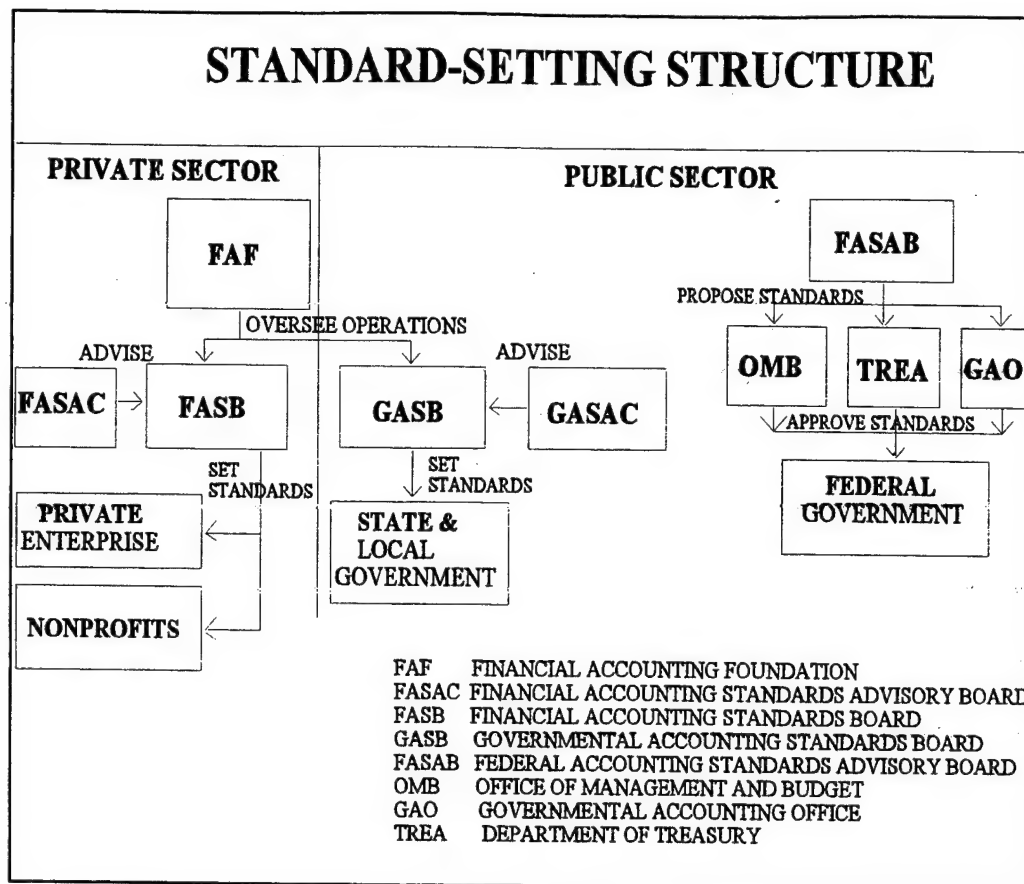 STANDARD-SETTING STRUCTURE
PRIVATE SECTOR
PUBLIC SECTOR
FAF
FASAB
OVERSEE OPERATIONS
PROPOSE STANDARDS
ADVISE
ADVISE
FASAC
FASB
GASB
GASAC
OMB
TREA
GAO
APPROVE STANDARDS
SET
STANDARDS
SET
STANDARDS
PRIVATE
ENTERPRISE
STATE &
LOCAL
GOVERNMENT
FEDERAL
GOVERNMENT
NONPROFITS
FAF FINANCIAL ACCOUNTING FOUNDATION
FASAC FINANCIAL ACCOUNTING STANDARDS ADVISORY BOARD
FASB FINANCIAL ACCOUNTING STANDARDS BOARD
GASB GOVERNMENTAL ACCOUNTING STANDARDS BOARD
FASAB FEDERAL ACCOUNTING STANDARDS ADVISORY BOARD
OMB OFFICE OF MANAGEMENT AND BUDGET
GAO GOVERNMENTAL ACCOUNTING OFFICE
TREA DEPARTMENT OF TREASURY